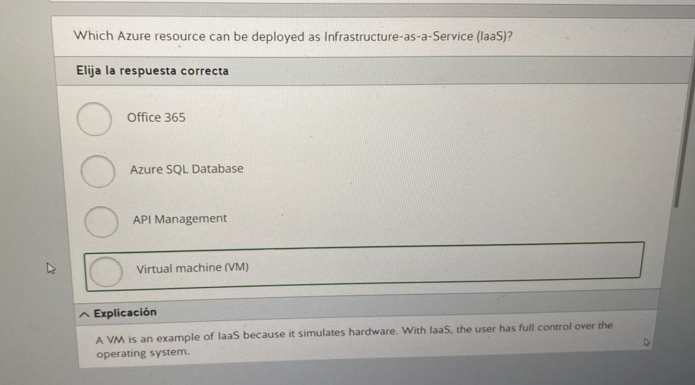 Which Azure resource can be deployed as Infrastructure-as-a-Service (IaaS)?
Elija la respuesta correcta
Office 365
Azure SQL Database
API Management
Virtual machine (VM)
Explicación
A VM is an example of IaaS because it simulates hardware. With IaaS, the user has full control over the
operating system.